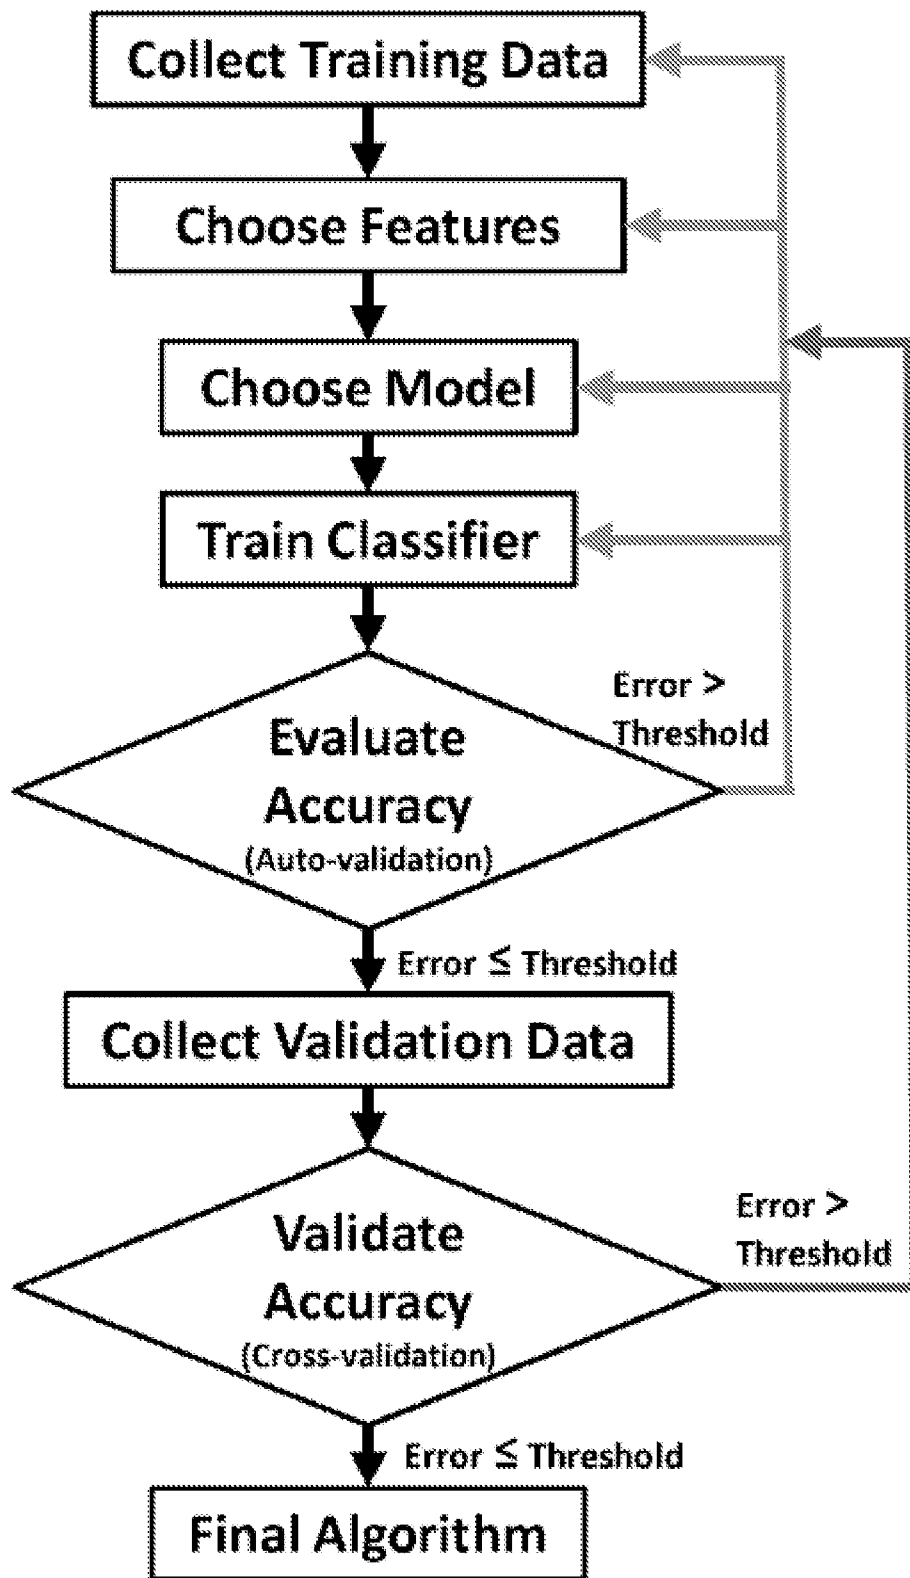 Collect Training Data
Choose Features
Choose Model
Train Classifier
Error >
Threshold
Evaluate
Accuracy
(Auto-validation)
Error ≦ Threshold
Collect Validation Data
Error >
Threshold
Validate
Accuracy
(Cross-validation)
Error ≦ Threshold
Final Algorithm